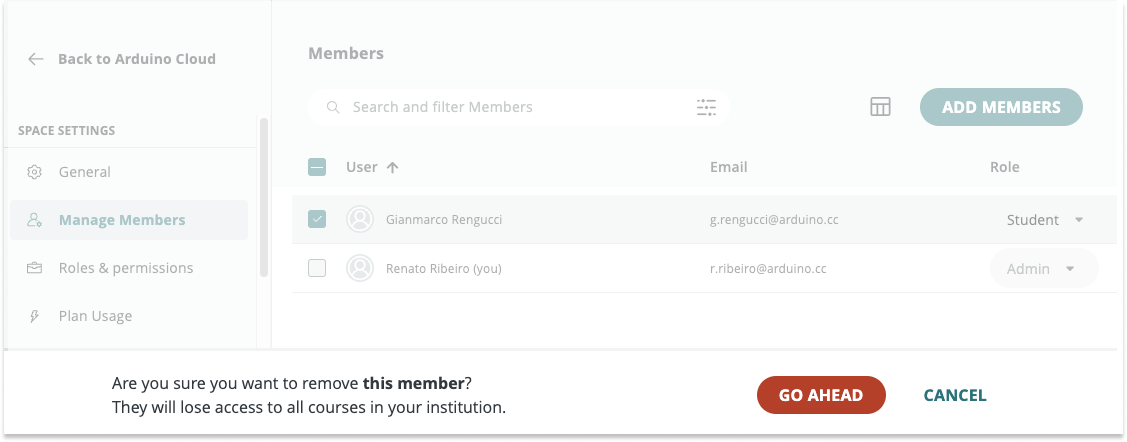 Back to Arduino Cloud
SPACE SETTINGS
General
Manage Members
Roles & permissions
Plan Usage
Members
Search and filter Members
ADD MEMBERS
User Email Role
Gianmarco Rengucci g.rengucci@arduino.cc Student
Renato Ribeiro (you) r.ribeiro@arduino.cc Admin
Are you sure you want to remove this member?
They will lose access to all courses in your institution.
GO AHEAD
CANCEL